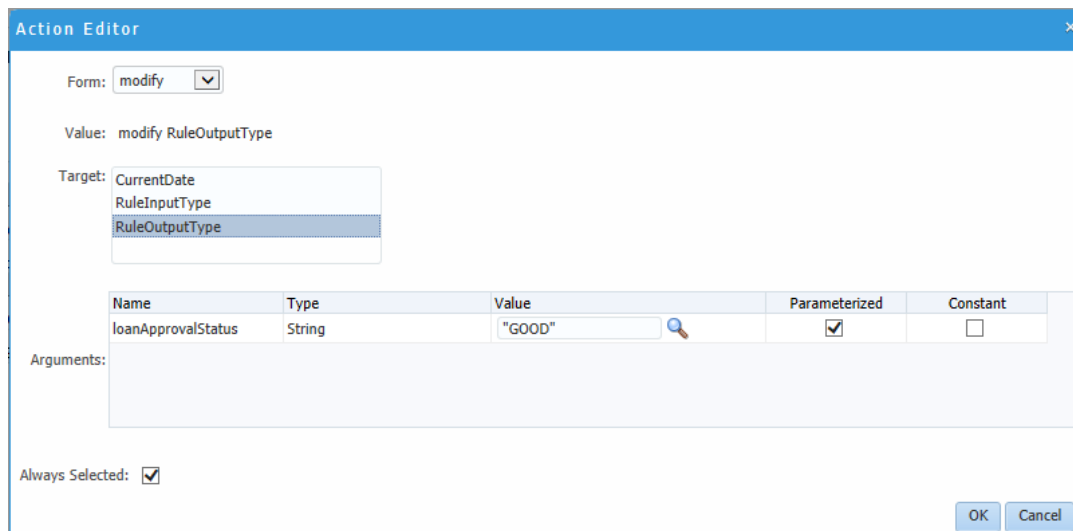 Action Editor
Form: modify
Value: modify RuleOutputType
Target: CurrentDate
RuleInputType
RuleOutputType
Name Type Value Parameterized Constant
loanApprovalStatus String "GOOD"
Arguments:
Always Selected:
OK Cancel